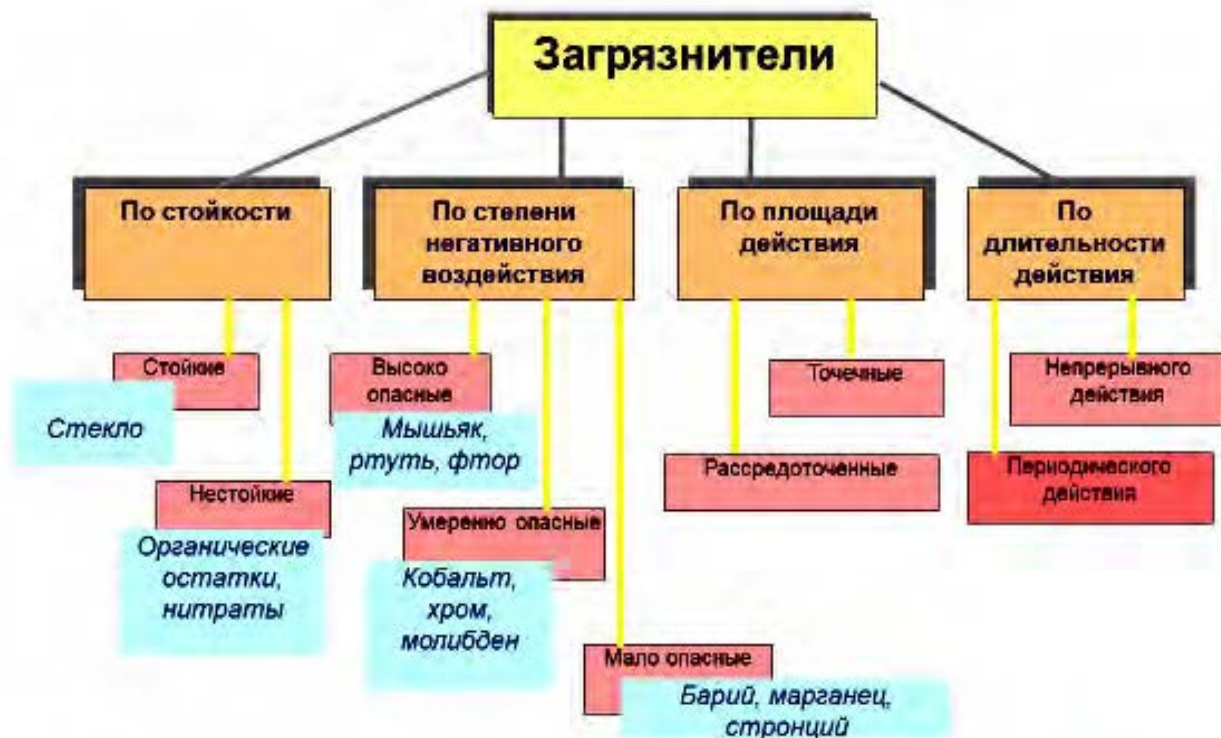 Загрязнители
По стойкости
По степени
негативного
воздействия
По площади
действия
По
длительности
действия
Стойкие
Стекло
Нестойкие
Органические
остатки,
нитраты
Высоко
опасные
Мышьяк,
ртуть, фтор
Умеренно опасные
Кобальт,
хром,
молибден
Мало опасные
Барий, марганец,
стронций
Точечные
Рассредоточенные
Непрерывного
действия
Периодического
действия